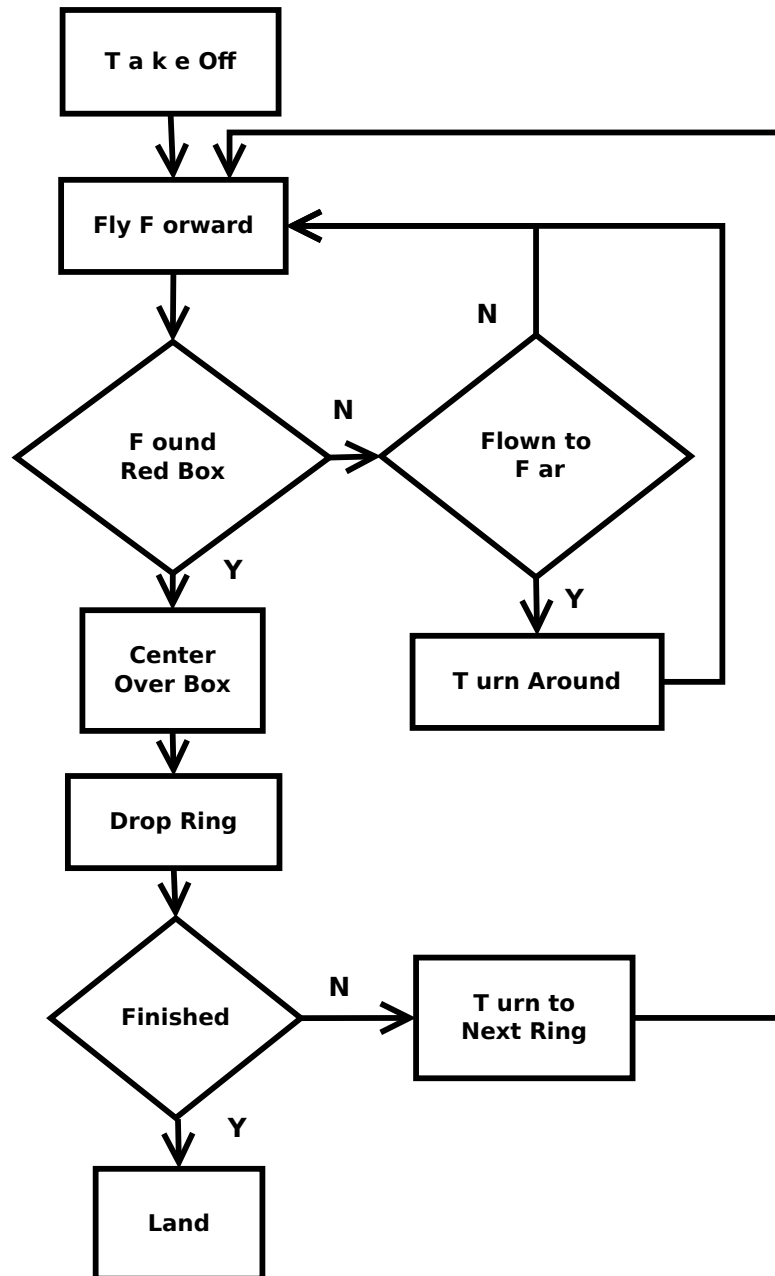 T a k e Off
Fly F orward
N
F ound
Red Box
N
Flown to
F ar
Y
Y
Center
Over Box
T urn Around
Drop Ring
Finished
N
T urn to
Next Ring
Y
Land